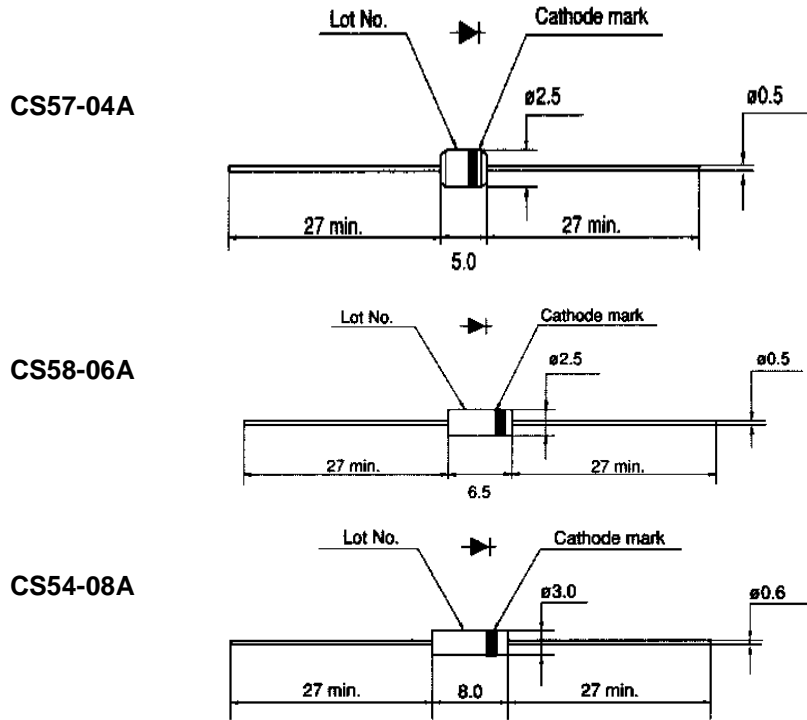 Lot No. Cathode mark
CS57-04A
ø2.5 ø0.5
27 min. 27 min.
5.0
Lot No. Cathode mark
CS58-06A
ø2.5 ø0.5
27 min. 27 min.
6.5
Lot No. Cathode mark
CS54-08A
ø3.0 ø0.6
27 min. 8.0 27 min.